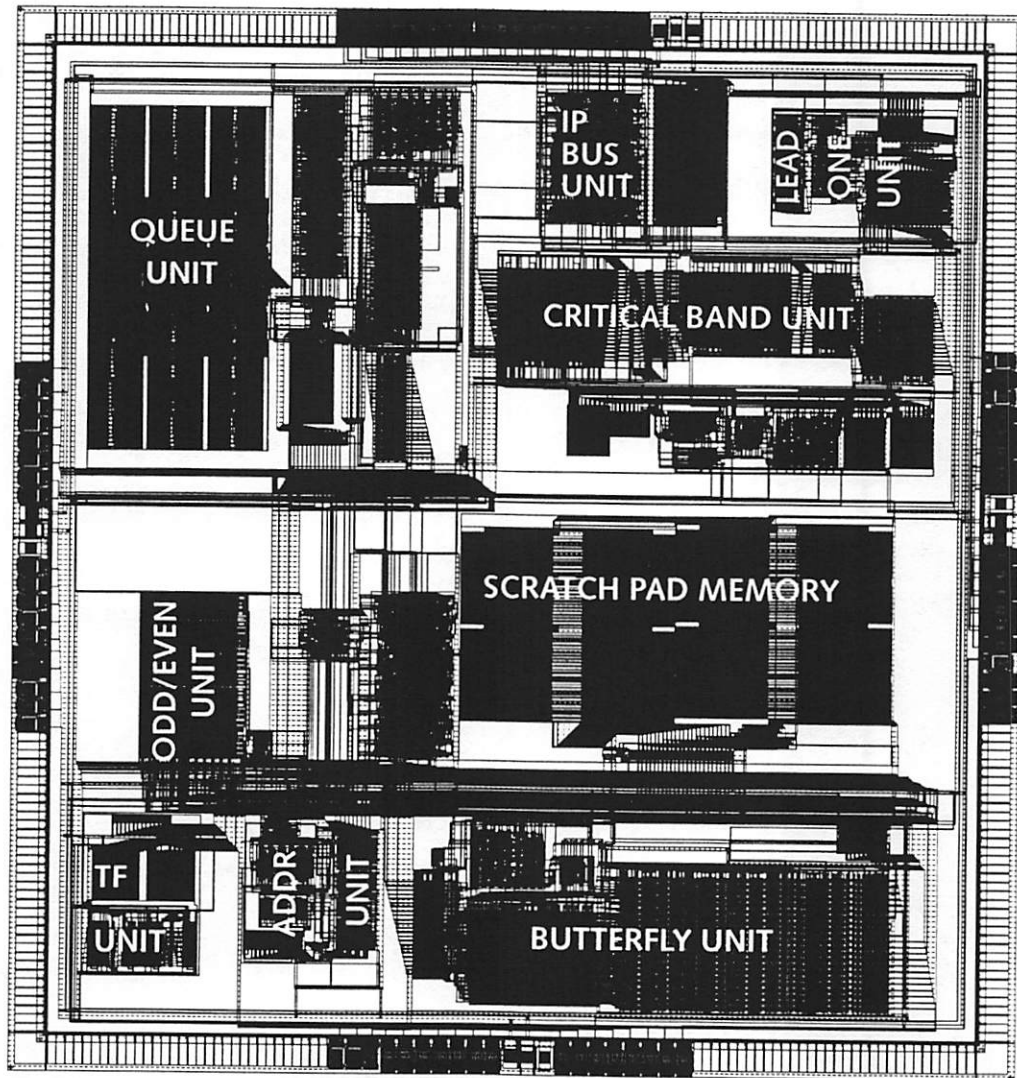 IP
BUS
UNIT
LEAD
ONE
UNIT
QUEUE
UNIT
CRITICAL BAND UNIT
SCRATCH PAD MEMORY
ODD/EVEN
UNIT
TF
UNIT
ADDR
UNIT
BUTTERFLY UNIT